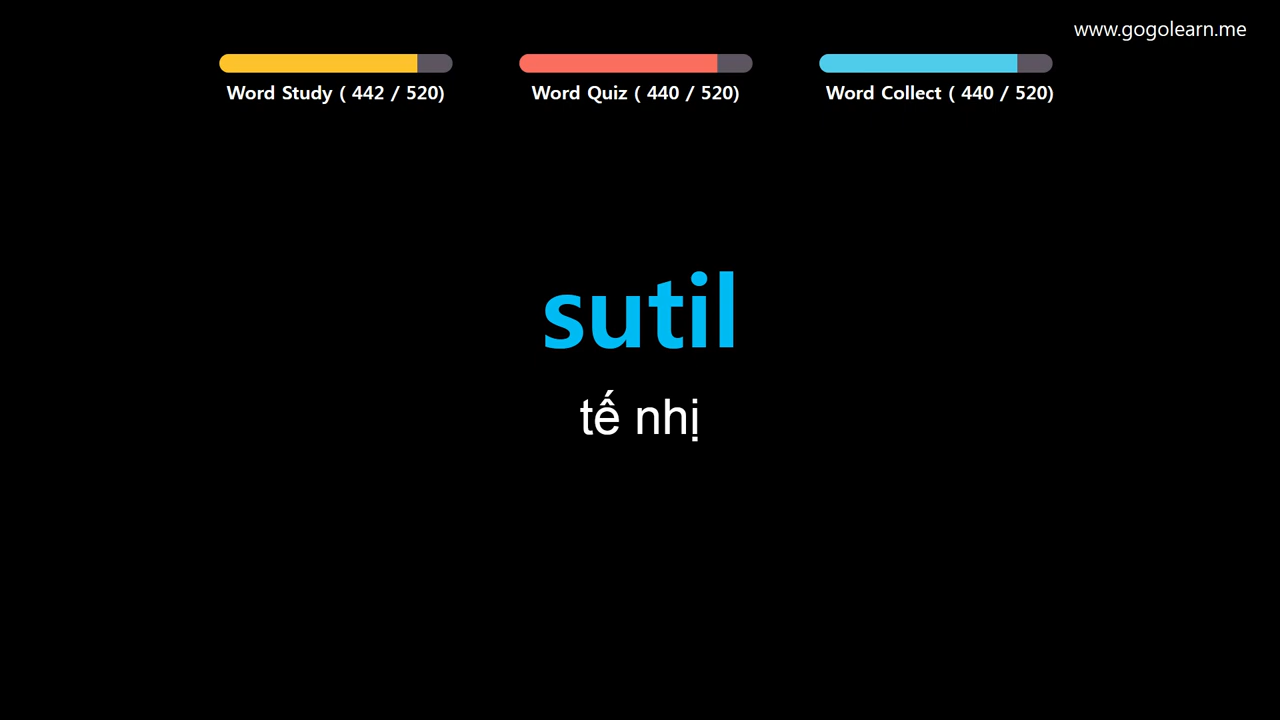 www.gogolearn.me
Word Study ( 442 / 520)
Word Quiz ( 440 / 520)
Word Collect ( 440 / 520)
sutil
tế nhị